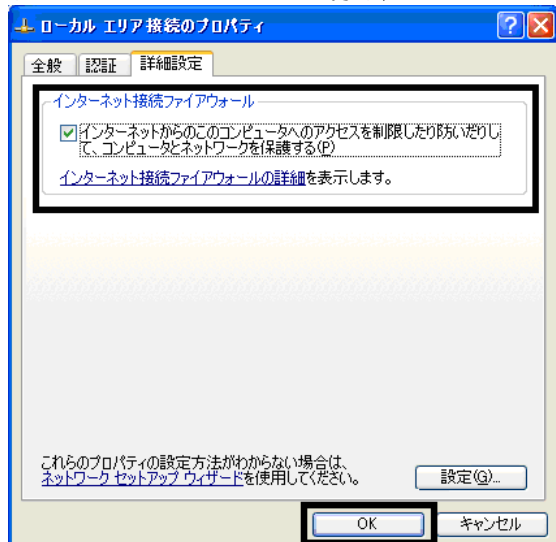 ローカル エリア接続のプロパティ
全般 認証 詳細設定
インターネット接続ファイアウォール
インターネットからのこのコンピュータへのアクセスを制限したり防いだりし
て、コンピュータとネットワークを保護する(P)
インターネット接続ファイアウォールの詳細を表示します。
これらのプロパティの設定方法がわからない場合は、
ネットワーク セットアップ ウィザードを使用してください。
設定(G)...
OK キャンセル